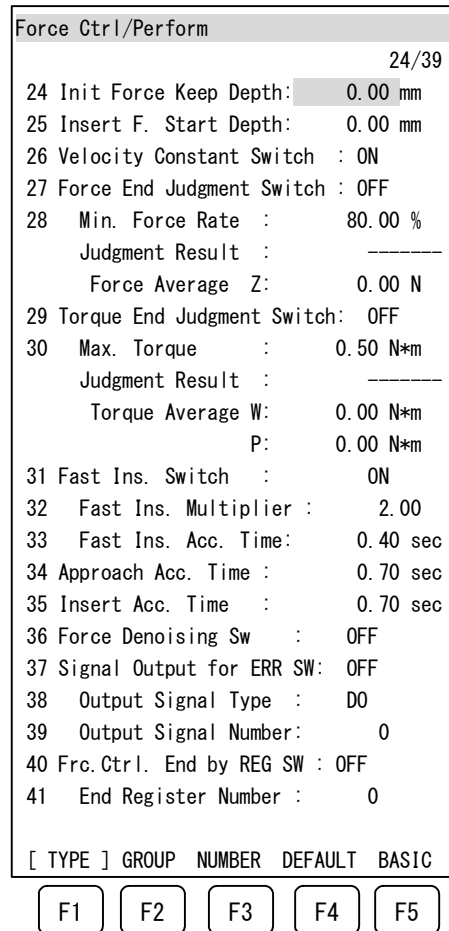 Force Ctrl/Perform
24/39
24 Init Force Keep Depth: 0.00 mm
25 Insert F. Start Depth: 0.00 mm
26 Velocity Constant Switch : ON
27 Force End Judgment Switch : OFF
28 Min. Force Rate : 80.00 %
Judgment Result : -------
Force Average Z: 0.00 N
29 Torque End Judgment Switch: OFF
30 Max. Torque : 0.50 N*m
Judgment Result : -------
Torque Average W: 0.00 N*m
P: 0.00 N*m
31 Fast Ins. Switch : ON
32 Fast Ins. Multiplier : 2.00
33 Fast Ins. Acc. Time: 0.40 sec
34 Approach Acc. Time : 0.70 sec
35 Insert Acc. Time : 0.70 sec
36 Force Denoising Sw : OFF
37 Signal Output for ERR SW: OFF
38 Output Signal Type : DO
39 Output Signal Number: 0
40 Frc.Ctrl. End by REG SW : OFF
41 End Register Number : 0
[ TYPE ] GROUP NUMBER DEFAULT BASIC
F1 F2 F3 F4 F5